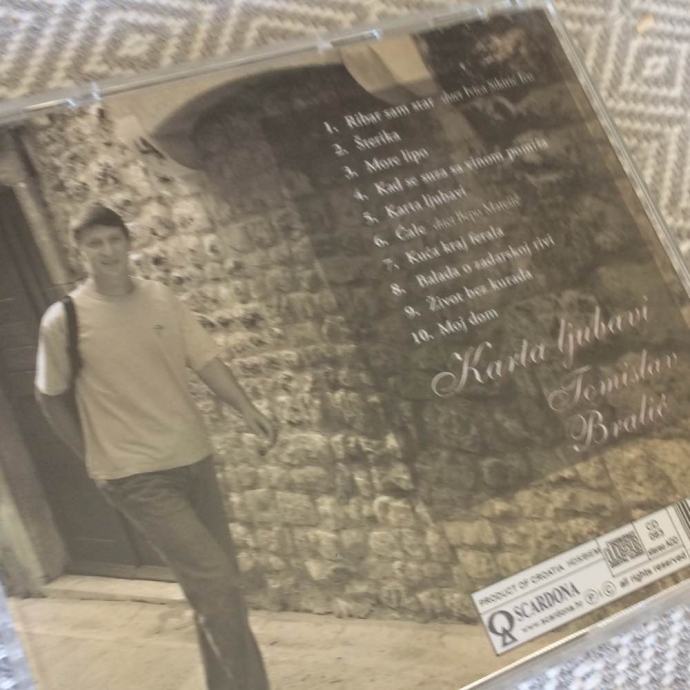 1. Ribar sam star
2. Šterika
3. More lipo
4. Kad se suza sa vinom pomiša
5. Karta ljubavi
6. Ćale
7. Kuća kraj ferala
8. Balada o zadarskoj rivi
9. Život bez kurada
10. Moj dom
Karta ljubavi
Tomislav
Bralić
PRODUCT OF CROATIA
CD
SCARDONA
www.scardona.hr Ⓟ © all rights reserved